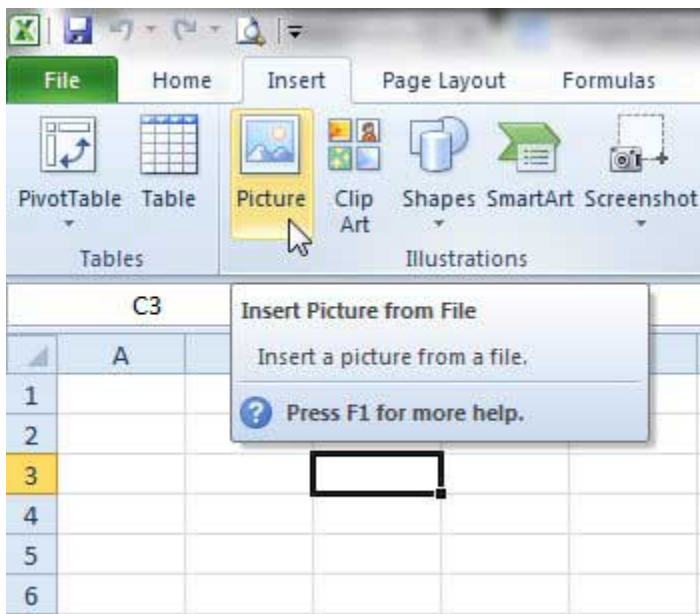 File Home Insert Page Layout Formulas
PivotTable Table Picture Clip Art Shapes SmartArt Screenshot
Tables Illustrations
C3
Insert Picture from File
Insert a picture from a file.
Press F1 for more help.
A
1
2
3
4
5
6